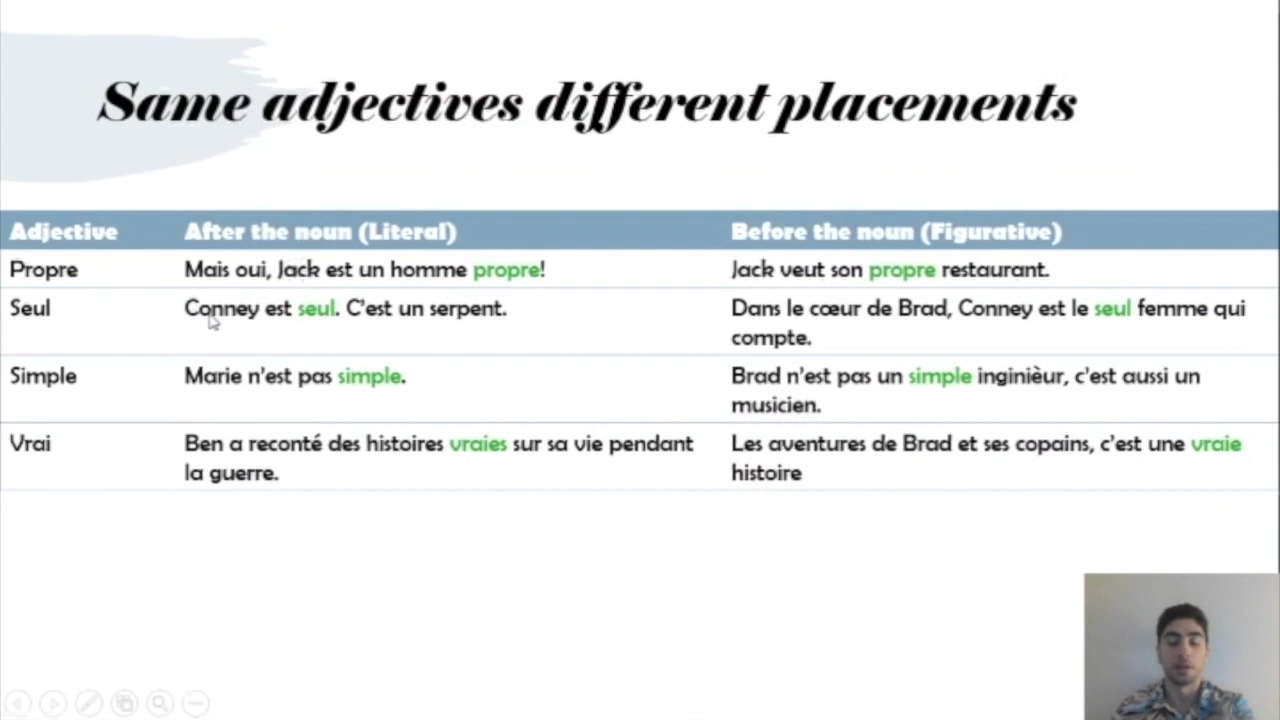 Same adjectives different placements
Adjective After the noun (Literal) Before the noun (Figurative)
Propre Mais oui, Jack est un homme propre! Jack veut son propre restaurant.
Seul Conney est seul. C'est un serpent. Dans le cœur de Brad, Conney est le seul femme qui
compte.
Simple Marie n'est pas simple. Brad n'est pas un simple inginièur, c'est aussi un
musicien.
Vrai Ben a reconté des histoires vraies sur sa vie pendant
la guerre.
Les aventures de Brad et ses copains, c'est une vraie
histoire